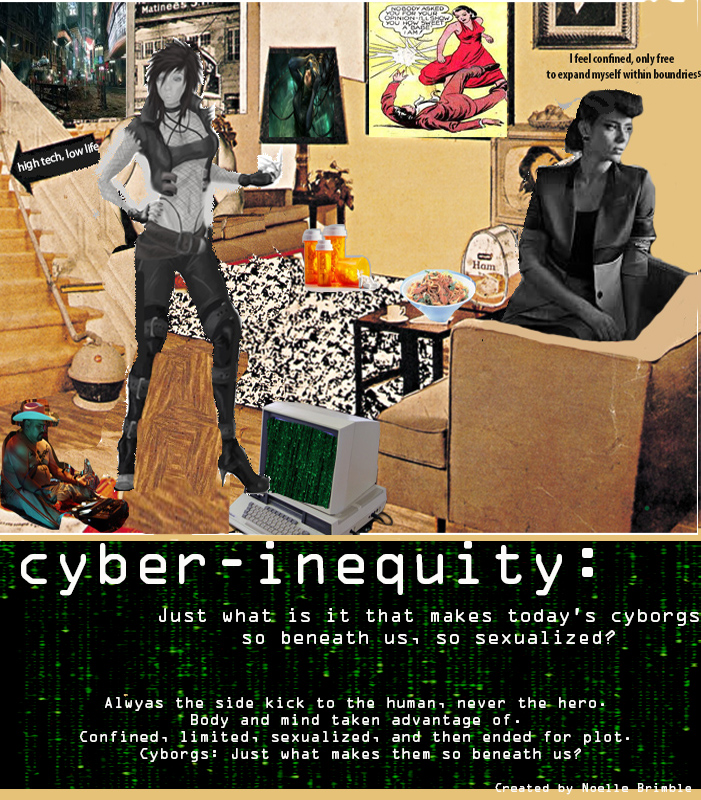 Matinees
NOBODY ASKED
YOU FOR YOUR
OPINION-I'LL SHOW
YOU HOW SWEET
A BABE
I AM!
I feel confined, only free
to expand myself within boundries
high tech, low life
Ham
cyber-inequity:
Just what is it that makes today's cyborgs
so beneath us, so sexualized?
Alwyas the side kick to the human, never the hero.
Body and mind taken advantage of.
Confined, limited, sexualized, and then ended for plot.
Cyborgs: Just what makes them so beneath us?
Created by Noelle Brimble